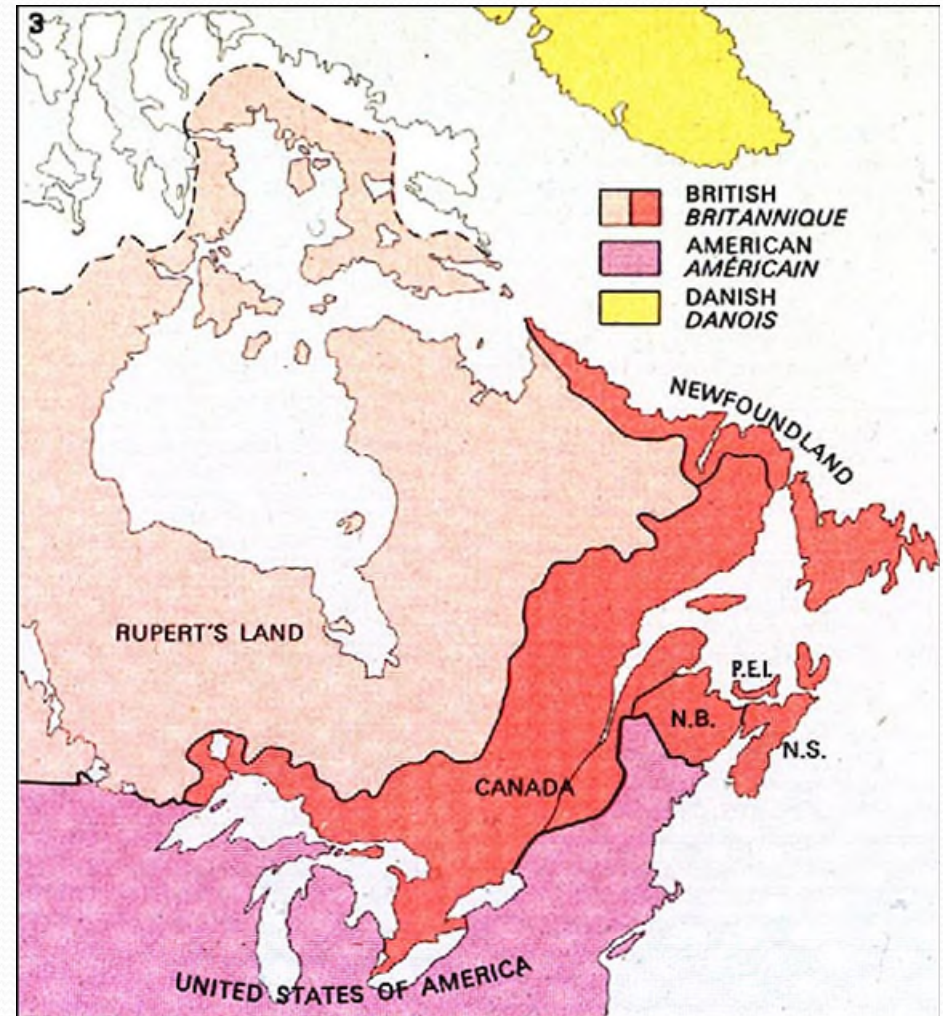 3
BRITISH
BRITANNIQUE
AMERICAN
AMÉRICAIN
DANISH
DANOIS
NEWFOUNDLAND
RUPERT'S LAND
P.E.I.
N.B.
N.S.
CANADA
UNITED STATES OF AMERICA